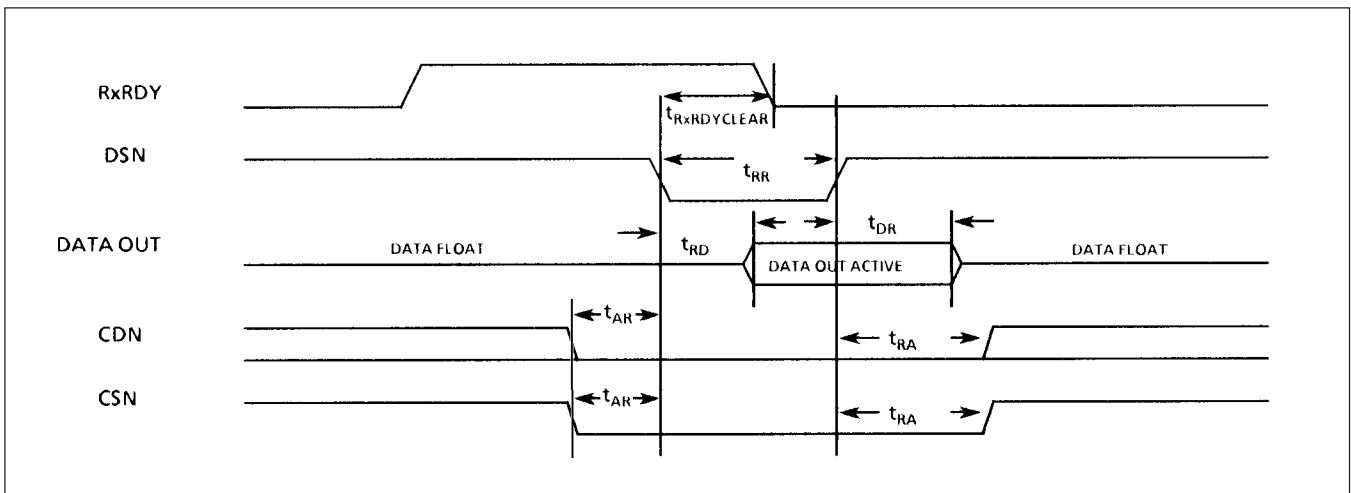 RxRDY
tRxRDYCLEAR
DSN
tRR
DATA OUT
DATA FLOAT
tRD
DATA OUT ACTIVE
tDR
DATA FLOAT
CDN
tAR
tRA
CSN
tAR
tRA